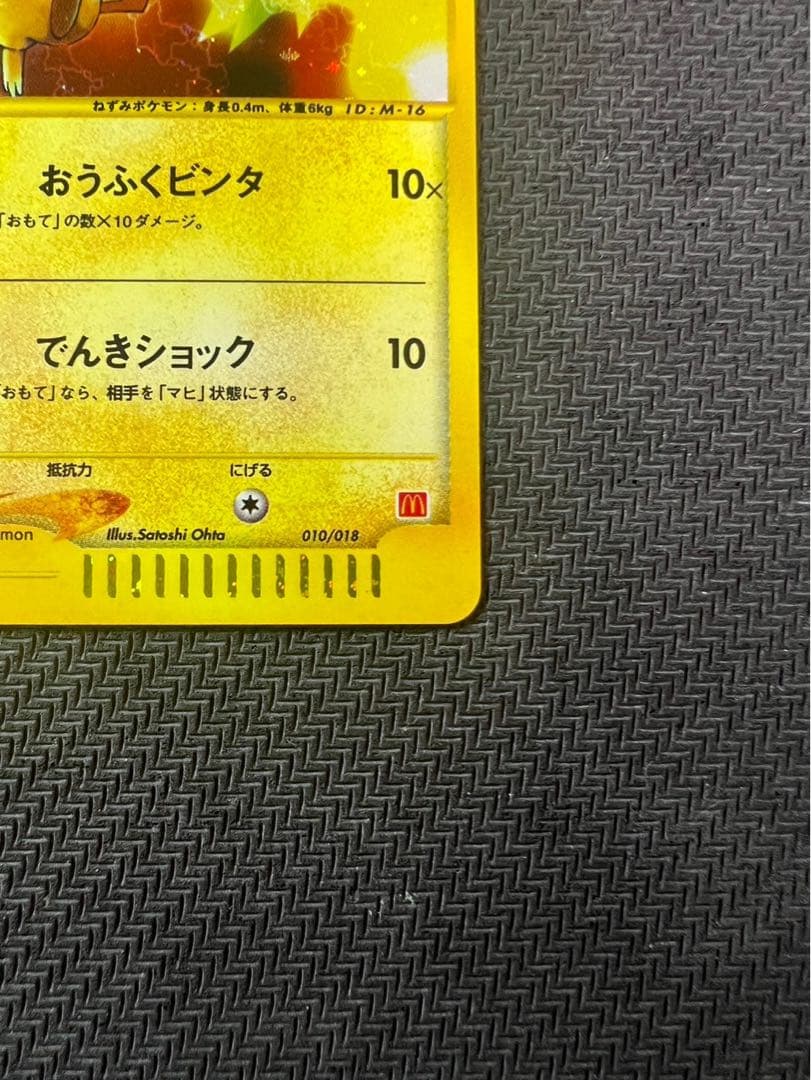 ねずみポケモン：身長0.4m、体重6kg ID:M-16
おうふくビンタ 10×
「おもて」の数×10ダメージ。
でんきショック 10
おもて」なら、相手を「マヒ」状態にする。
抵抗力 にげる
mon Illus.Satoshi Ohta 010/018